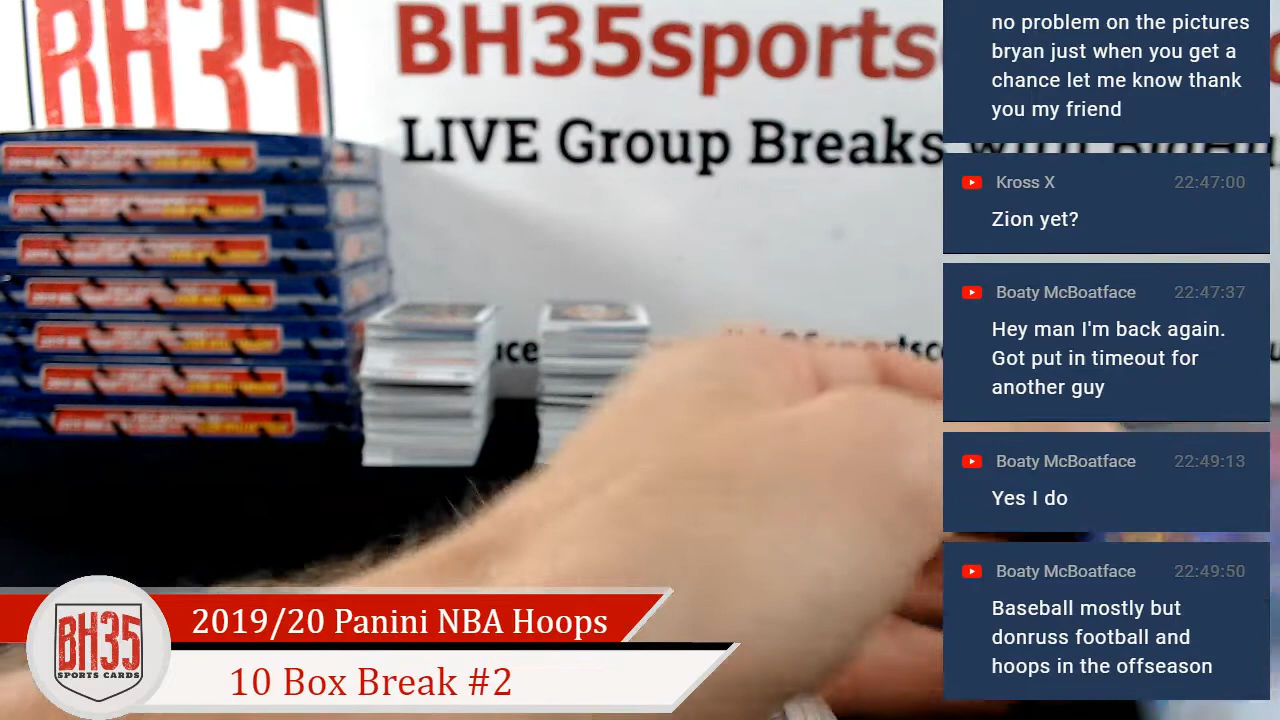 BH35
BH35sports
LIVE Group Breaks with
no problem on the pictures
bryan just when you get a
chance let me know thank
you my friend
Kross X 22:47:00
Zion yet?
Boaty McBoatface 22:47:37
Hey man I'm back again.
Got put in timeout for
another guy
Boaty McBoatface 22:49:13
Yes I do
Boaty McBoatface 22:49:50
Baseball mostly but
donruss football and
hoops in the offseason
BH35
SPORTS CARDS
2019/20 Panini NBA Hoops
10 Box Break #2